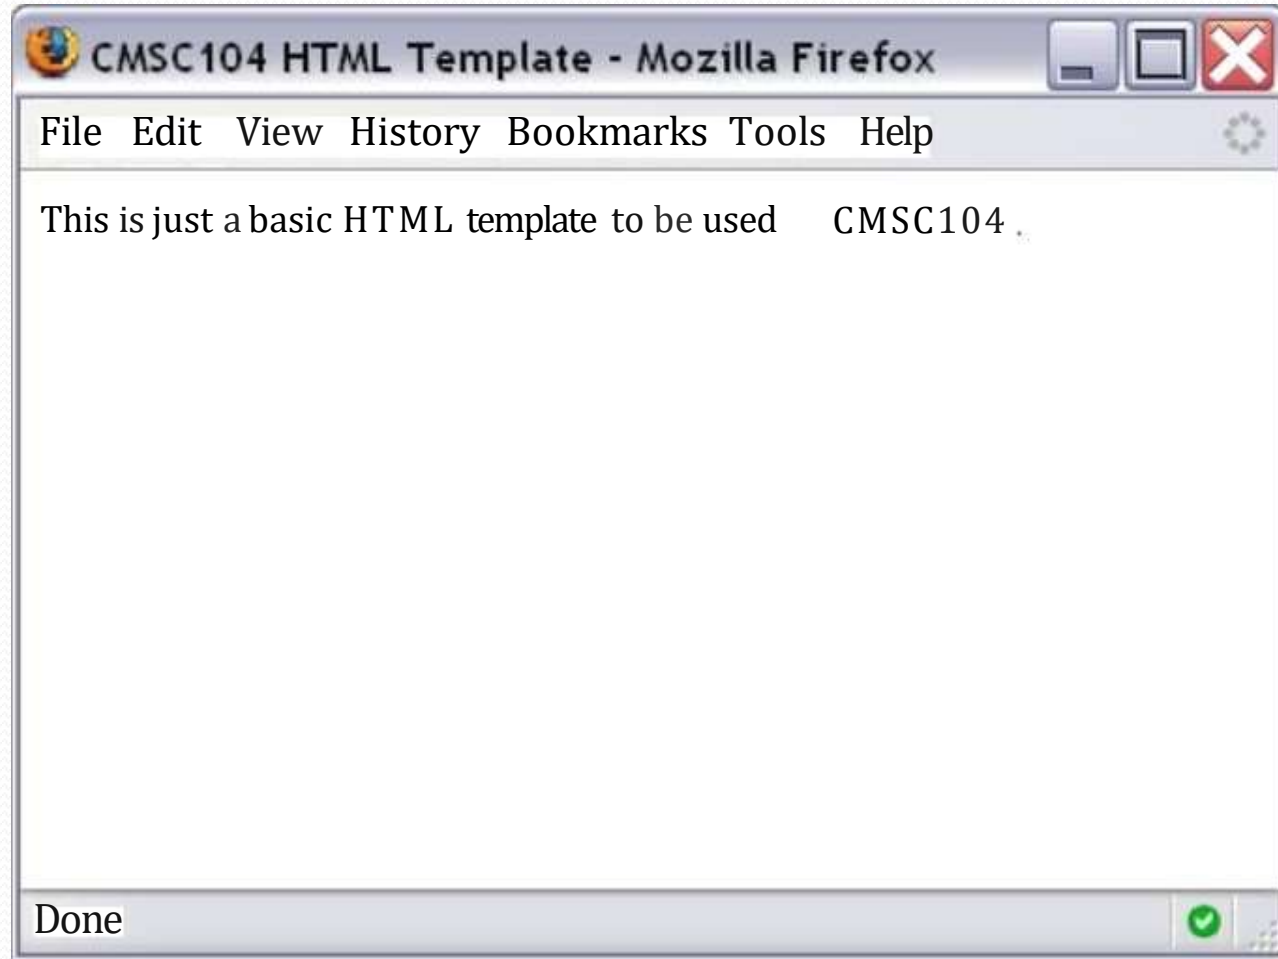 CMSC104 HTML Template - Mozilla Firefox
File Edit View History Bookmarks Tools Help
This is just a basic HTML template to be used CMSC104 .
Done